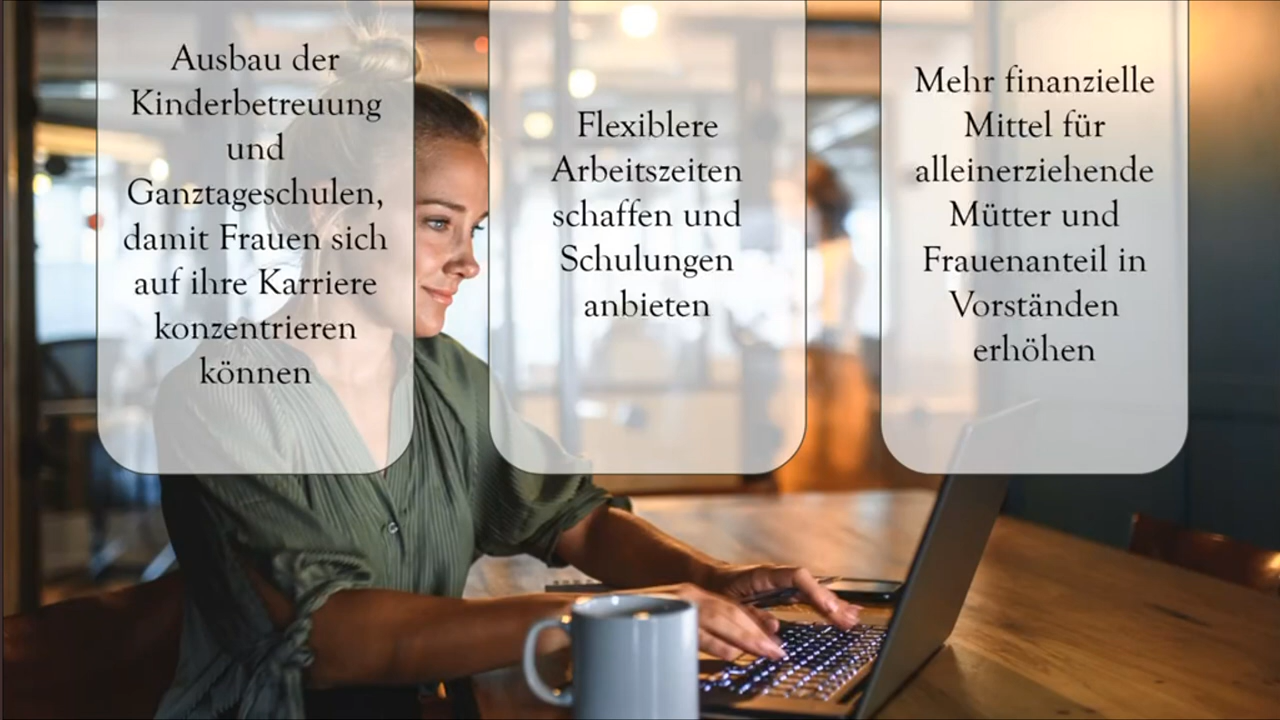 Ausbau der
Kinderbetreuung
und
Ganztageschulen,
damit Frauen sich
auf ihre Karriere
konzentrieren
können
Flexiblere
Arbeitszeiten
schaffen und
Schulungen
anbieten
Mehr finanzielle
Mittel für
alleinerziehende
Mütter und
Frauenanteil in
Vorständen
erhöhen